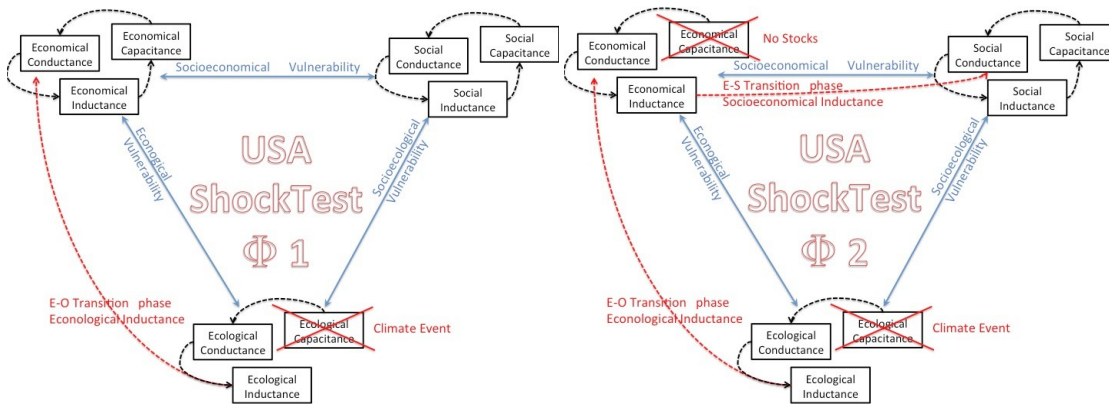 Economical
Capacitance
Economical
Conductance
Economical
Inductance
Social
Capacitance
Social
Conductance
Social
Inductance
Socioeconomical Vulnerability
Econogical
Vulnerability
Socioecological
Vulnerability
USA
ShockTest
Φ 1
E-O Transition phase
Econological Inductance
Ecological
Capacitance
Climate Event
Ecological
Conductance
Ecological
Inductance
Economical
Capacitance
No Stocks
Economical
Conductance
Economical
Inductance
Social
Capacitance
Social
Conductance
Social
Inductance
Socioeconomical Vulnerability
E-S Transition phase
Socioeconomical Inductance
Econogical
Vulnerability
Socioecological
Vulnerability
USA
ShockTest
Φ 2
E-O Transition phase
Econological Inductance
Ecological
Capacitance
Climate Event
Ecological
Conductance
Ecological
Inductance